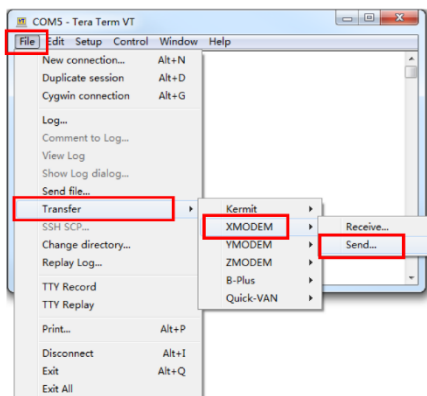 COM5 - Tera Term VT
File Edit Setup Control Window Help
New connection... Alt+N
Duplicate session Alt+D
Cygwin connection Alt+G
Log...
Comment to Log...
View Log
Show Log dialog...
Send file...
Transfer
SSH SCP...
Change directory...
Replay Log...
TTY Record
TTY Replay
Print... Alt+P
Disconnect Alt+I
Exit Alt+Q
Exit All
Kermit
XMODEM
YMODEM
ZMODEM
B-Plus
Quick-VAN
Receive...
Send...